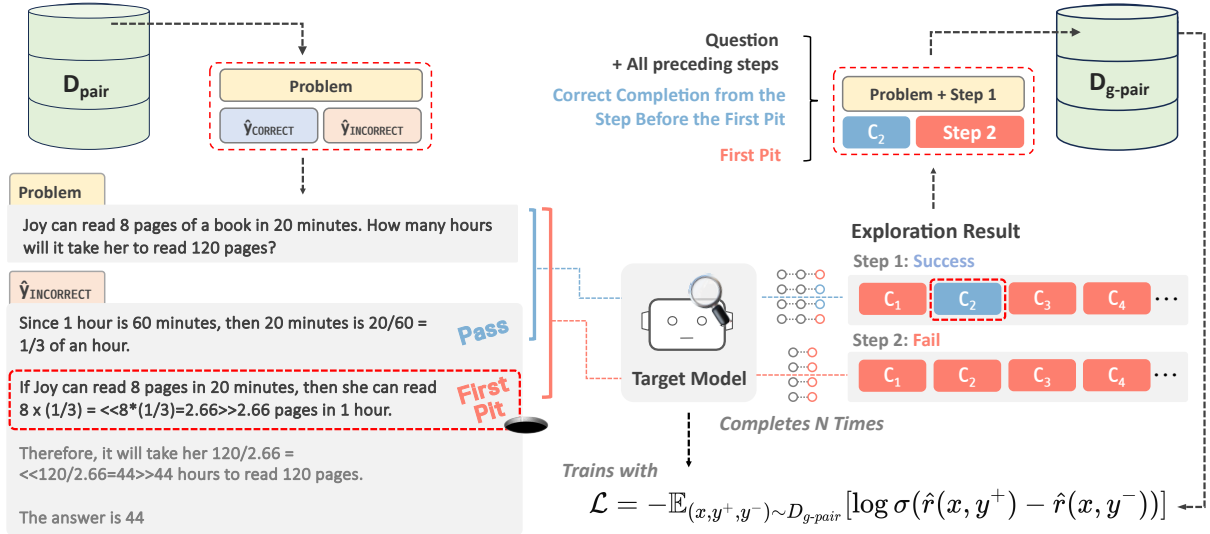 D_pair
Problem
ŷ_CORRECT
ŷ_INCORRECT
Problem
Joy can read 8 pages of a book in 20 minutes. How many hours
will it take her to read 120 pages?
ŷ_INCORRECT
Since 1 hour is 60 minutes, then 20 minutes is 20/60 =
1/3 of an hour.
Pass
If Joy can read 8 pages in 20 minutes, then she can read
8 x (1/3) = <<8*(1/3)=2.66>>2.66 pages in 1 hour.
First
Pit
Therefore, it will take her 120/2.66 =
<<120/2.66=44>>44 hours to read 120 pages.
The answer is 44
Question
+ All preceding steps
Correct Completion from the
Step Before the First Pit
First Pit
Problem + Step 1
C_2
Step 2
D_g-pair
Target Model
Completes N Times
Exploration Result
Step 1: Success
C_1
C_2
C_3
C_4
...
Step 2: Fail
C_1
C_2
C_3
C_4
...
Trains with
ℒ = −𝔼_(x,y⁺,y⁻)∼D_g-pair [log σ(r̂(x, y⁺) − r̂(x, y⁻))]